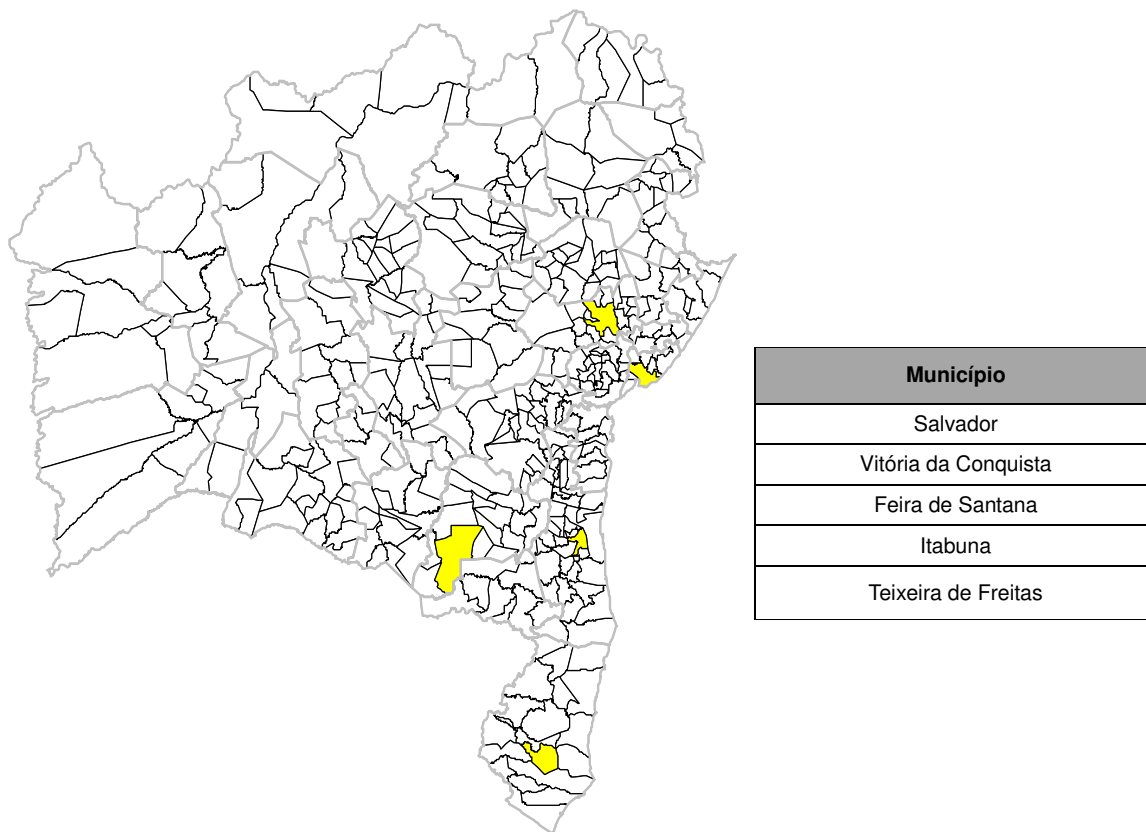 Município
Salvador
Vitória da Conquista
Feira de Santana
Itabuna
Teixeira de Freitas